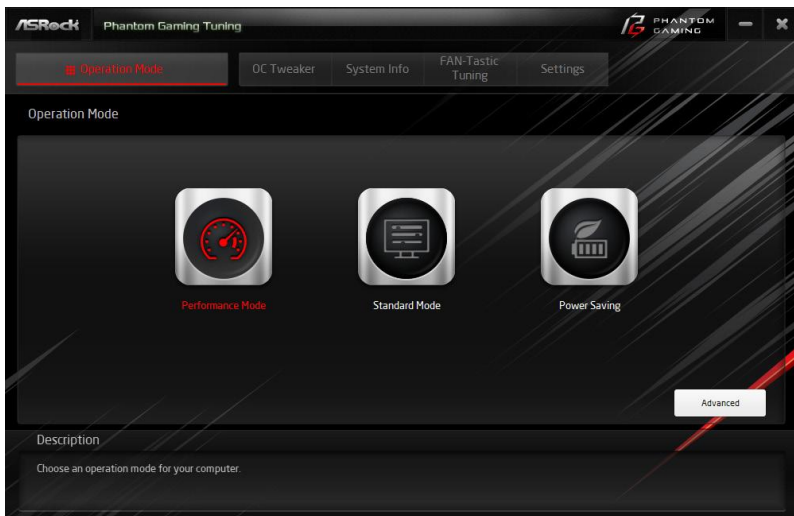 ASRock
Phantom Gaming Tuning
PHANTOM
GAMING
Operation Mode
OC Tweaker
System Info
FAN-Tastic
Tuning
Settings
Operation Mode
Performance Mode
Standard Mode
Power Saving
Advanced
Description
Choose an operation mode for your computer.